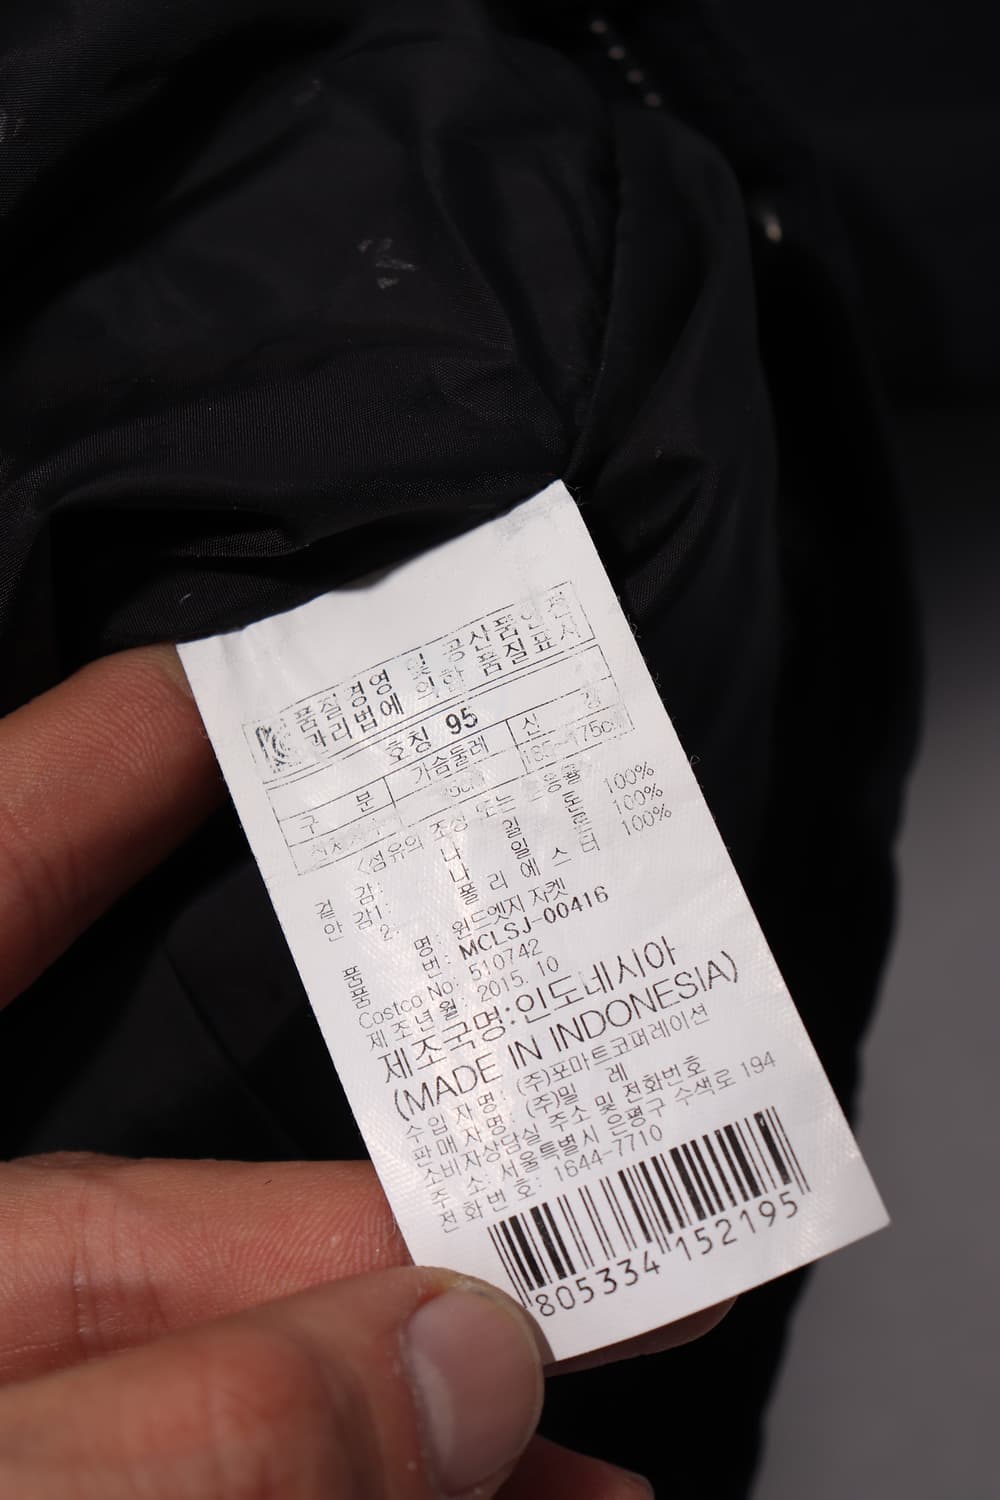 품질경영 및 공산품안전
관리법에 의한 품질표시
호칭 95
구 분 가슴둘레 신 장
175cm
<섬유의 조성 또는 혼용률>
겉 감: 나일론 100%
안 감1: 나일론 100%
2: 폴리에스터 100%
품 명: 윈드엣지 자켓
품 번: MCLSJ-00416
Costco No: 510742
제 조 년 월: 2015. 10
제조국명:인도네시아
(MADE IN INDONESIA)
수 입 자 명: (주)포마트코퍼레이션
판 매 자 명: (주)밀 레
소비자상담실 주소 및 전화번호
주 소: 서울특별시 은평구 수색로 194
전 화 번 호: 1644-7710
805334 152195